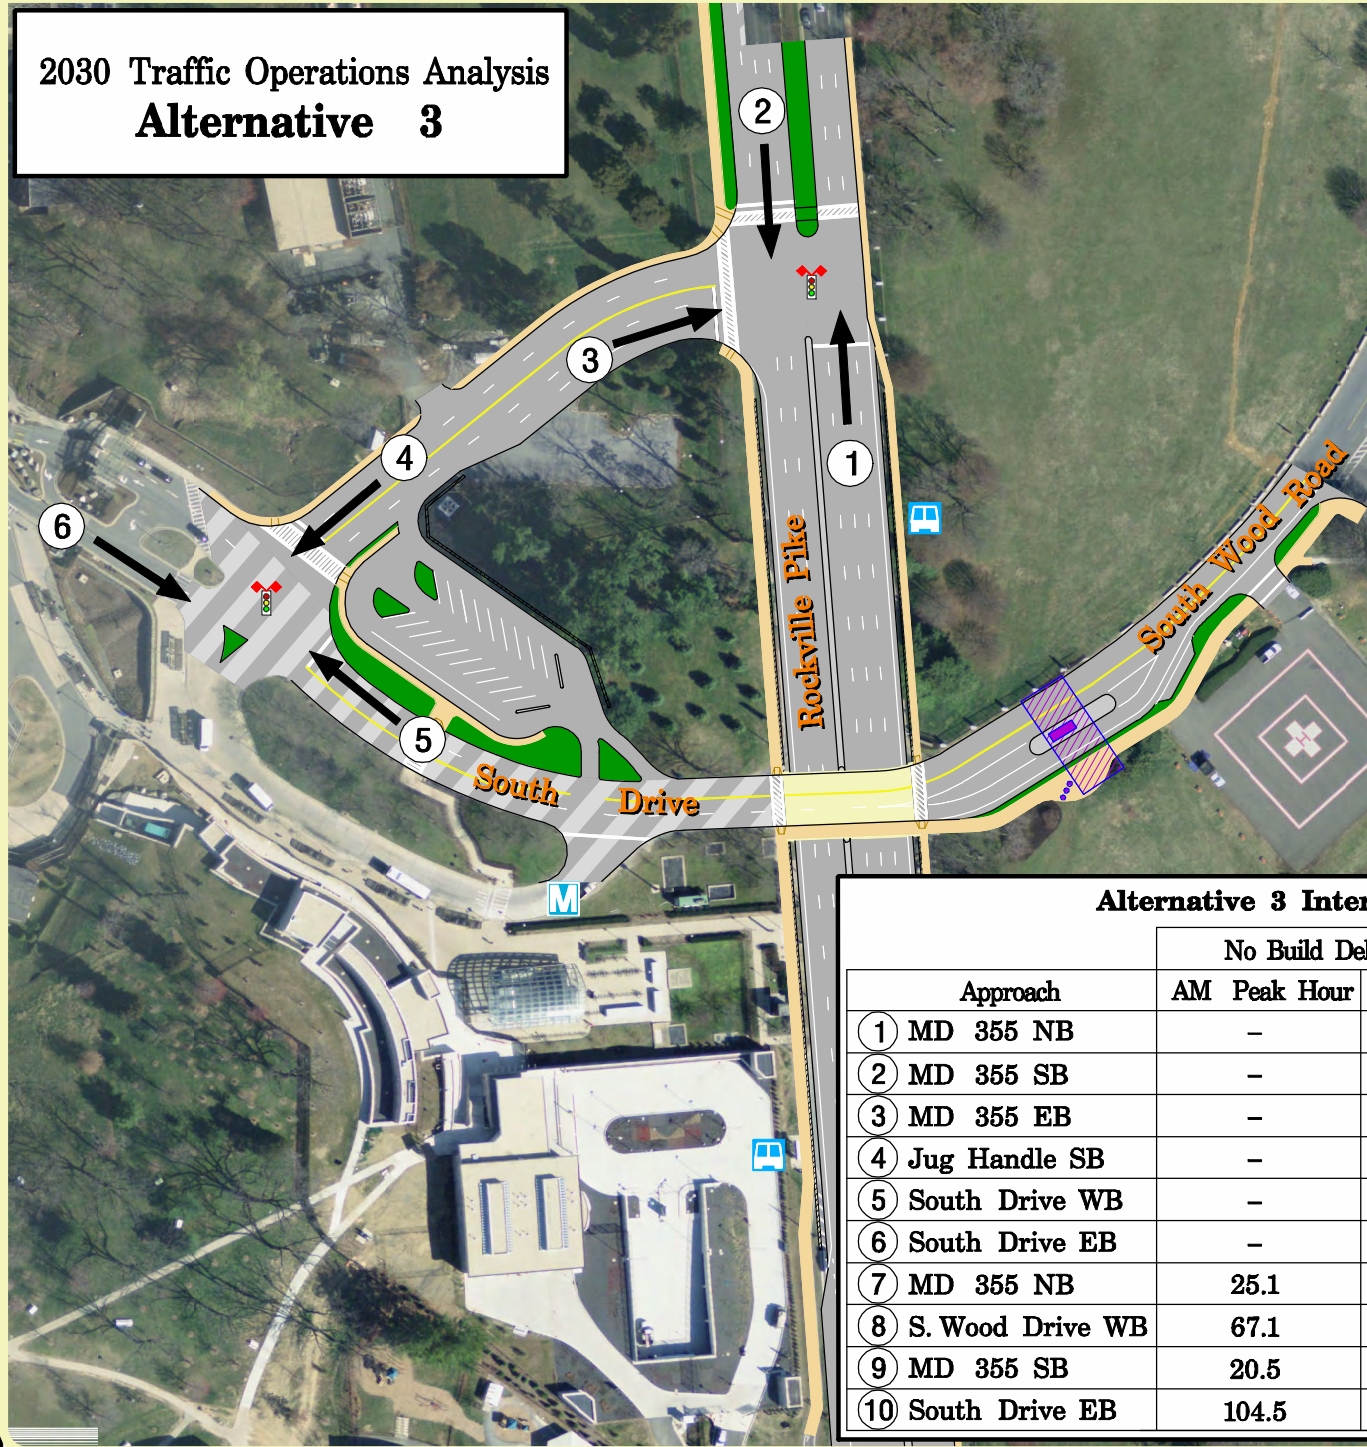 2030 Traffic Operations Analysis
Alternative 3
2
3
1
4
6
5
Rockville Pike
South Wood Road
South Drive
M
Alternative 3 Inter
No Build Del
Approach AM Peak Hour
1 MD 355 NB –
2 MD 355 SB –
3 MD 355 EB –
4 Jug Handle SB –
5 South Drive WB –
6 South Drive EB –
7 MD 355 NB 25.1
8 S. Wood Drive WB 67.1
9 MD 355 SB 20.5
10 South Drive EB 104.5